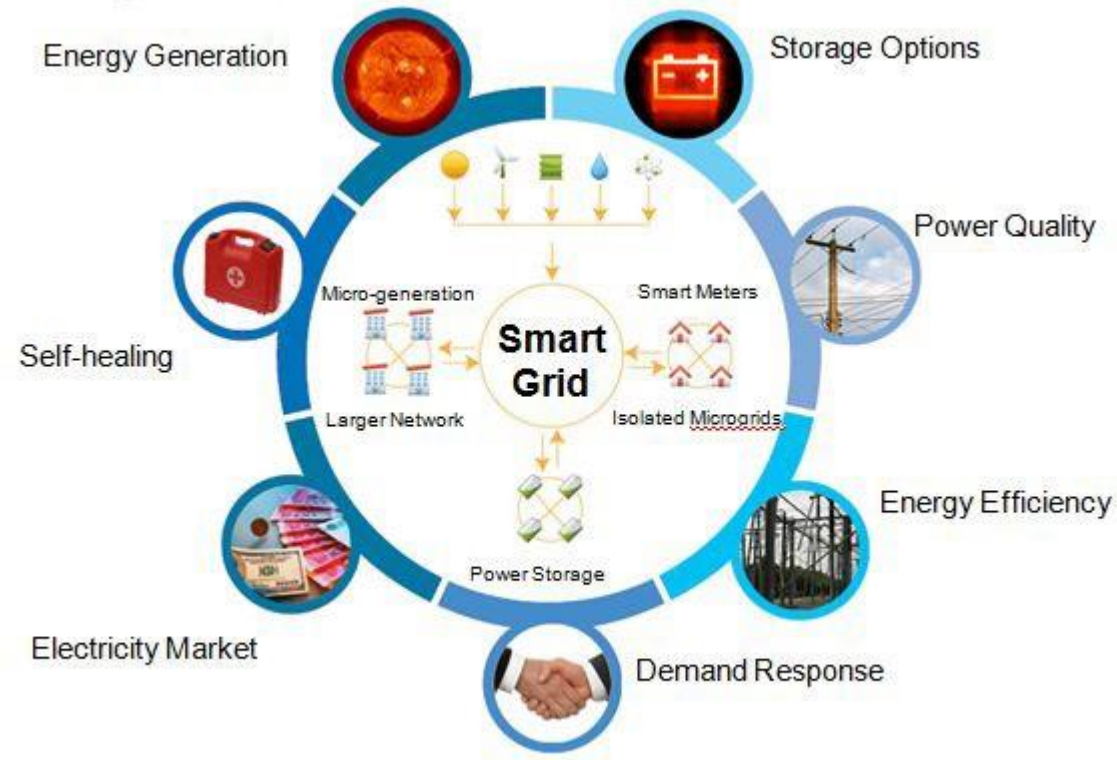 Energy Generation
Storage Options
Power Quality
Micro-generation
Smart Meters
Smart
Grid
Self-healing
Larger Network
Isolated Microgrids
Energy Efficiency
Power Storage
Electricity Market
Demand Response